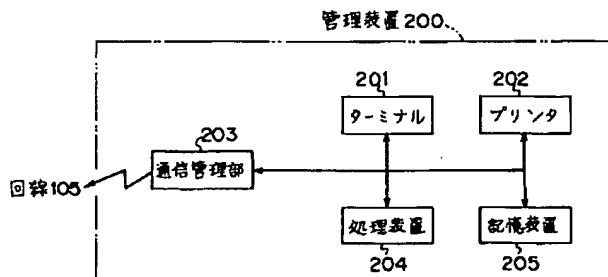 管理装置200
201
202
ターミナル
プリンタ
203
通信管理部
回線105
処理装置
記憶装置
204
205